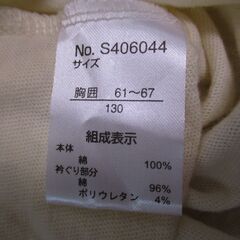 No. S406044
サイズ
胸囲 61～67
130
組成表示
本体
綿 100%
衿ぐり部分
綿 96%
ポリウレタン 4%